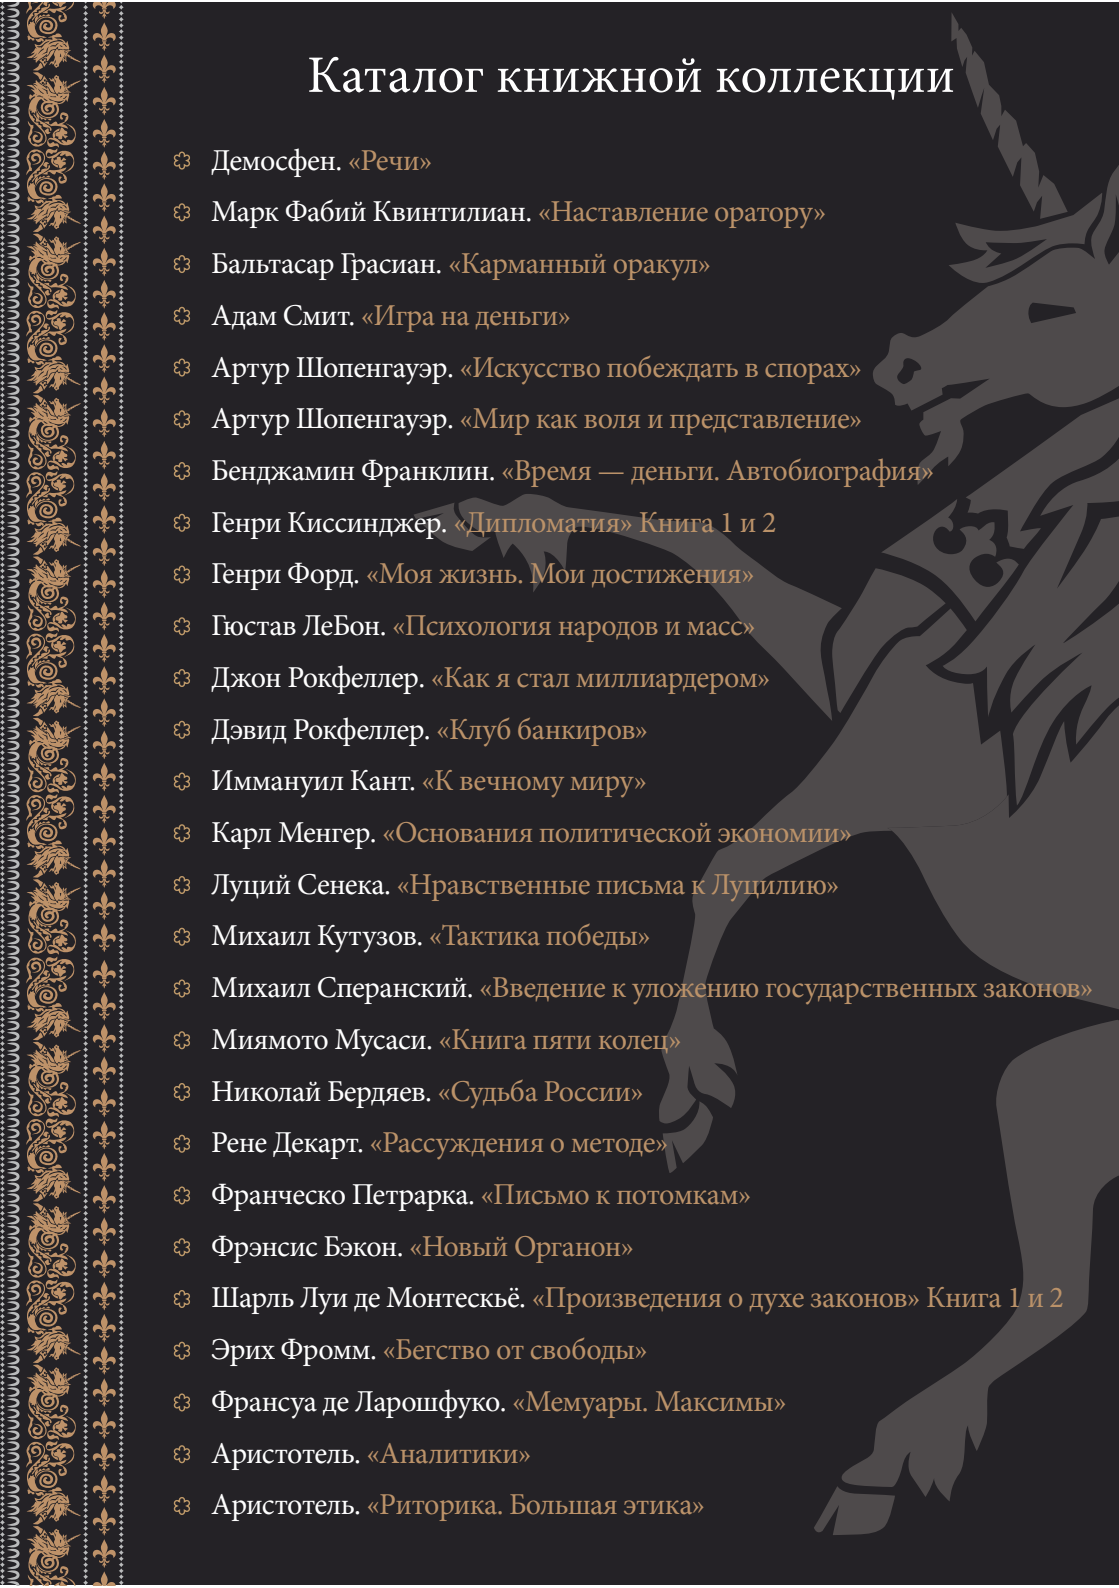 Каталог книжной коллекции
Демосфен. «Речи»
Марк Фабий Квинтилиан. «Наставление оратору»
Бальтасар Грасиан. «Карманный оракул»
Адам Смит. «Игра на деньги»
Артур Шопенгауэр. «Искусство побеждать в спорах»
Артур Шопенгауэр. «Мир как воля и представление»
Бенджамин Франклин. «Время — деньги. Автобиография»
Генри Киссинджер. «Дипломатия» Книга 1 и 2
Генри Форд. «Моя жизнь. Мои достижения»
Гюстав ЛеБон. «Психология народов и масс»
Джон Рокфеллер. «Как я стал миллиардером»
Дэвид Рокфеллер. «Клуб банкиров»
Иммануил Кант. «К вечному миру»
Карл Менгер. «Основания политической экономии»
Луций Сенека. «Нравственные письма к Луцилию»
Михаил Кутузов. «Тактика победы»
Михаил Сперанский. «Введение к уложению государственных законов»
Миямото Мусаси. «Книга пяти колец»
Николай Бердяев. «Судьба России»
Рене Декарт. «Рассуждения о методе»
Франческо Петрарка. «Письмо к потомкам»
Фрэнсис Бэкон. «Новый Органон»
Шарль Луи де Монтескьё. «Произведения о духе законов» Книга 1 и 2
Эрих Фромм. «Бегство от свободы»
Франсуа де Ларошфуко. «Мемуары. Максимы»
Аристотель. «Аналитики»
Аристотель. «Риторика. Большая этика»